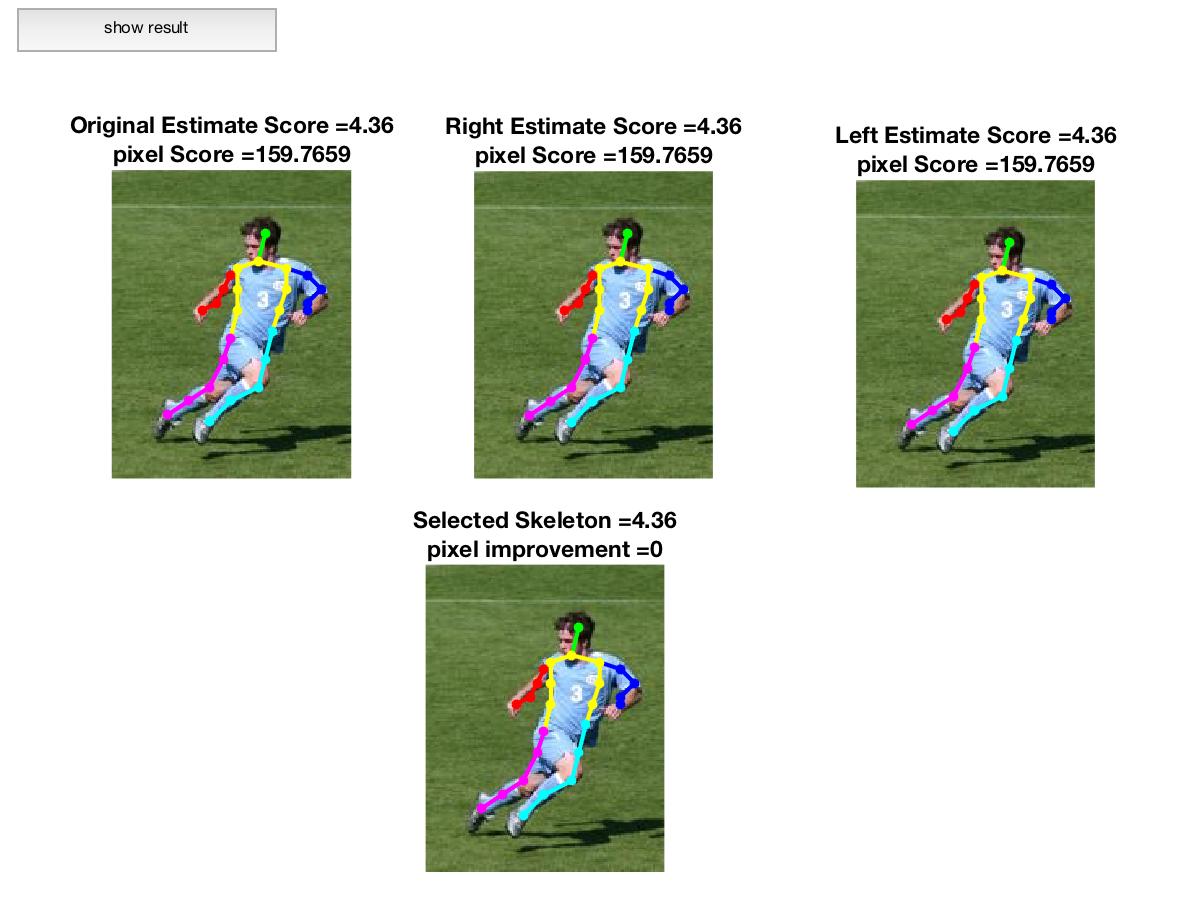 show result
Original Estimate Score =4.36
pixel Score =159.7659
Right Estimate Score =4.36
pixel Score =159.7659
Left Estimate Score =4.36
pixel Score =159.7659
3
3
3
Selected Skeleton =4.36
pixel improvement =0
3